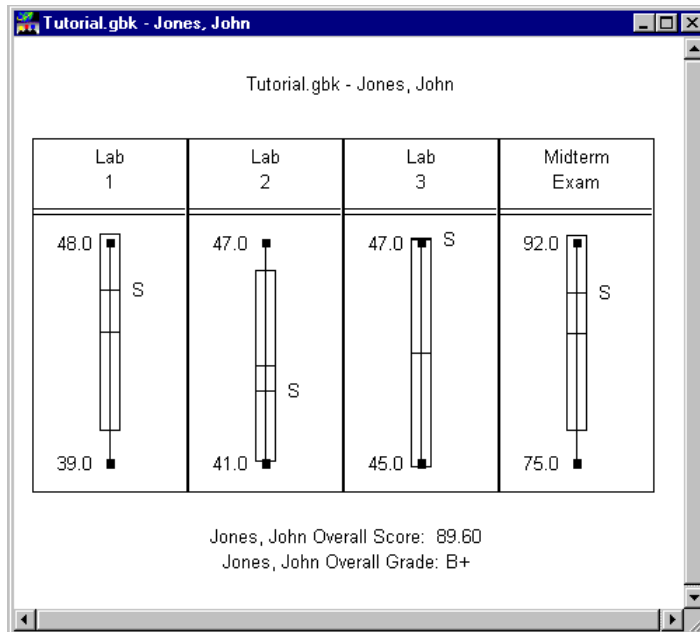 Tutorial.gbk - Jones, John
Tutorial.gbk - Jones, John
Lab
1
Lab
2
Lab
3
Midterm
Exam
48.0
S
39.0
47.0
S
41.0
47.0
S
45.0
92.0
S
75.0
Jones, John Overall Score: 89.60
Jones, John Overall Grade: B+